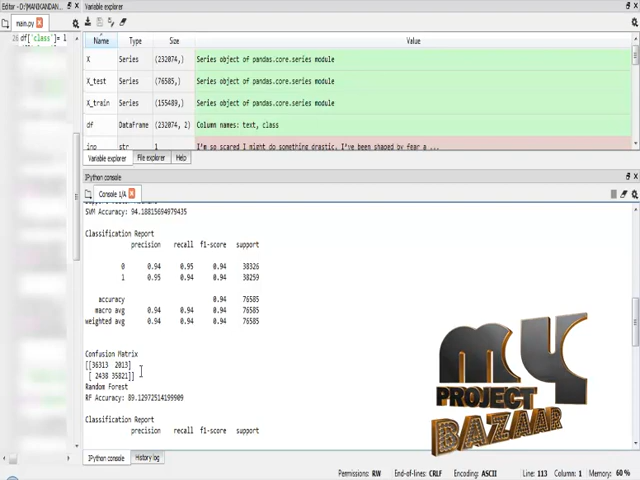 Editor - D:\MANIKANDAN_
main.py
26 df['class']= l
Variable explorer
Name Type Size Value
X Series (232074,) Series object of pandas.core.series module
X_test Series (76585,) Series object of pandas.core.series module
X_train Series (155489,) Series object of pandas.core.series module
df DataFrame (232074, 2) Column names: text, class
inp str 1 I'm so scared I might do something drastic, I've been shaped by fear a ...
Variable explorer File explorer Help
IPython console
Console 1/A
SVM Accuracy: 94.18815694979435
Classification Report
precision recall f1-score support
0 0.94 0.95 0.94 38326
1 0.95 0.94 0.94 38259
accuracy 0.94 76585
macro avg 0.94 0.94 0.94 76585
weighted avg 0.94 0.94 0.94 76585
Confusion Matrix
[[36313 2013]
[ 2438 35821]]
Random Forest
RF Accuracy: 89.12972514199909
Classification Report
precision recall f1-score support
MY
PROJECT
BAZAAR
IPython console History log
Permissions: RW End-of-lines: CRLF Encoding: ASCII Line: 113 Column: 1 Memory: 60 %